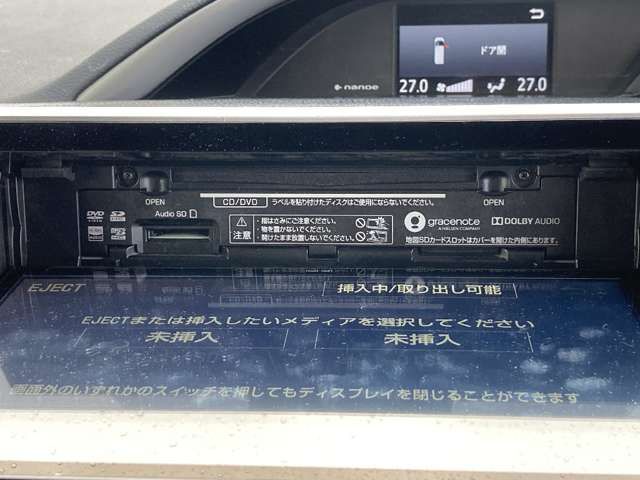 ドア開
nanoe
27.0 27.0
OPEN OPEN
CD/DVD ラベルを貼り付けたディスクはご使用にならないでください。
Audio SD
DVD
注意
・指はさみにご注意ください。
・物を置かないでください。
・開けたまま放置しないでください。
gracenote
A NIELSEN COMPANY
DOLBY AUDIO
地図SDカードスロットはカバーを開けた内側にあります。
EJECT 挿入中/取り出し可能
EJECTまたは挿入したいメディアを選択してください
未挿入 未挿入
画面外のいずれかのスイッチを押してもディスプレイを閉じることができます